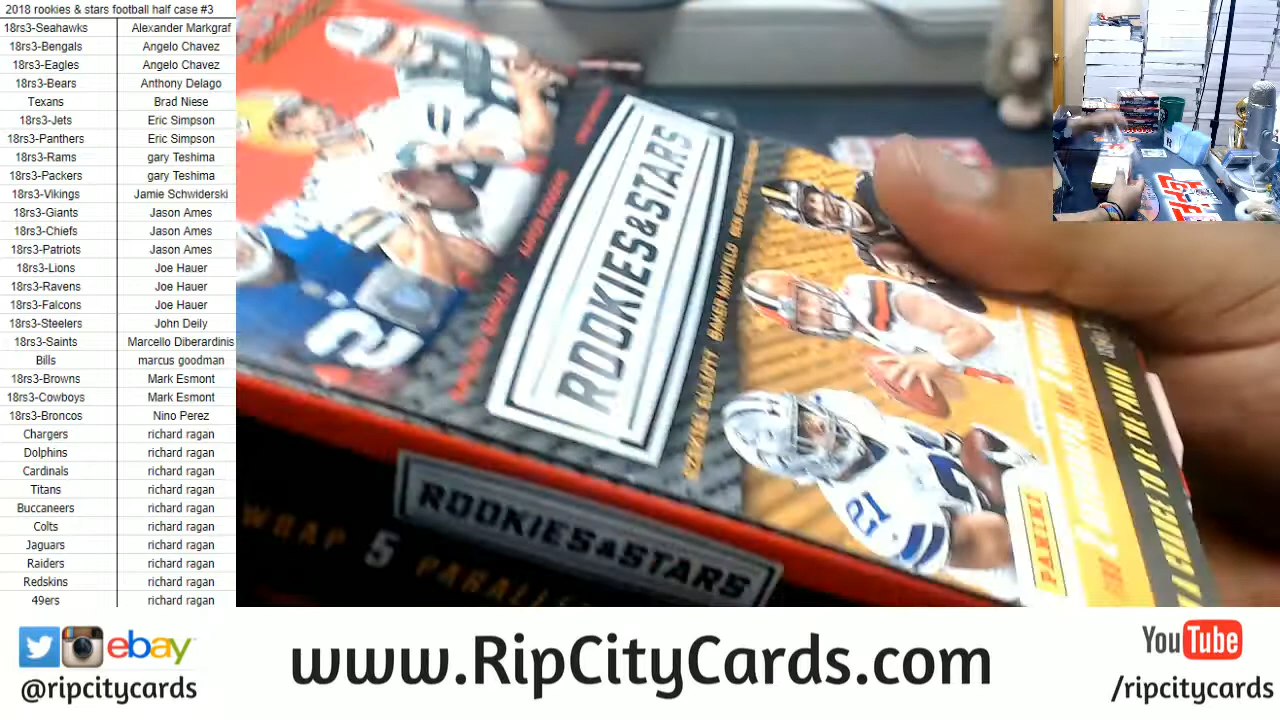 2018 rookies & stars football half case #3
18rs3-Seahawks Alexander Markgraf
18rs3-Bengals Angelo Chavez
18rs3-Eagles Angelo Chavez
18rs3-Bears Anthony Delago
Texans Brad Niese
18rs3-Jets Eric Simpson
18rs3-Panthers Eric Simpson
18rs3-Rams gary Teshima
18rs3-Packers gary Teshima
18rs3-Vikings Jamie Schwiderski
18rs3-Giants Jason Ames
18rs3-Chiefs Jason Ames
18rs3-Patriots Jason Ames
18rs3-Lions Joe Hauer
18rs3-Ravens Joe Hauer
18rs3-Falcons Joe Hauer
18rs3-Steelers John Deily
18rs3-Saints Marcello Diberardinis
Bills marcus goodman
18rs3-Browns Mark Esmont
18rs3-Cowboys Mark Esmont
18rs3-Broncos Nino Perez
Chargers richard ragan
Dolphins richard ragan
Cardinals richard ragan
Titans richard ragan
Buccaneers richard ragan
Colts richard ragan
Jaguars richard ragan
Raiders richard ragan
Redskins richard ragan
49ers richard ragan
ROOKIES&STARS
BAKER MAYFIELD
PANINI
21
2
ROOKIES&STARS
WRAP 5
ebay
@ripcitycards
www.RipCityCards.com
YouTube
/ripcitycards